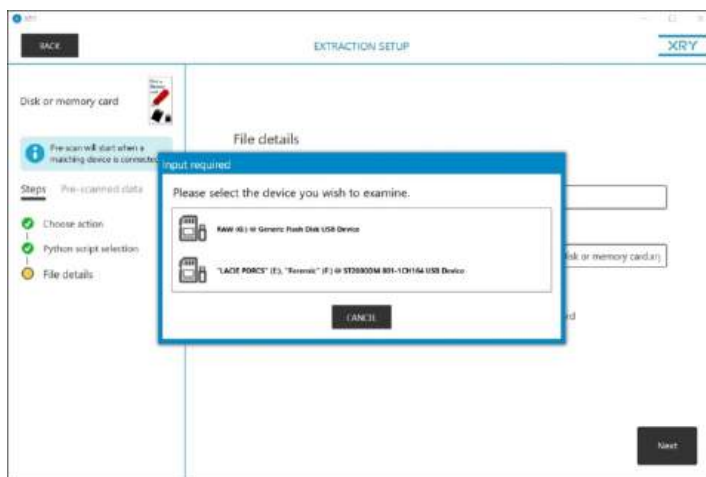 XRY
BACK
EXTRACTION SETUP
XRY
Disk or memory card
Pre-scan will start when a
matching device is connected
File details
Input required
Please select the device you wish to examine.
RAW (G:) @ Generic Flash Disk USB Device
"LACIE PDRCS" (E:), "Forensic" (F:) @ ST2000DM 001-1CH164 USB Device
CANCEL
Steps
Pre-scanned data
Choose action
Python script selection
File details
disk or memory card.xry
Next